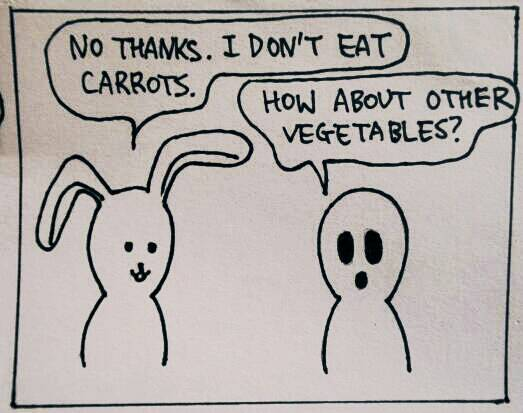 NO THANKS. I DON'T EAT
CARROTS.
HOW ABOUT OTHER
VEGETABLES?